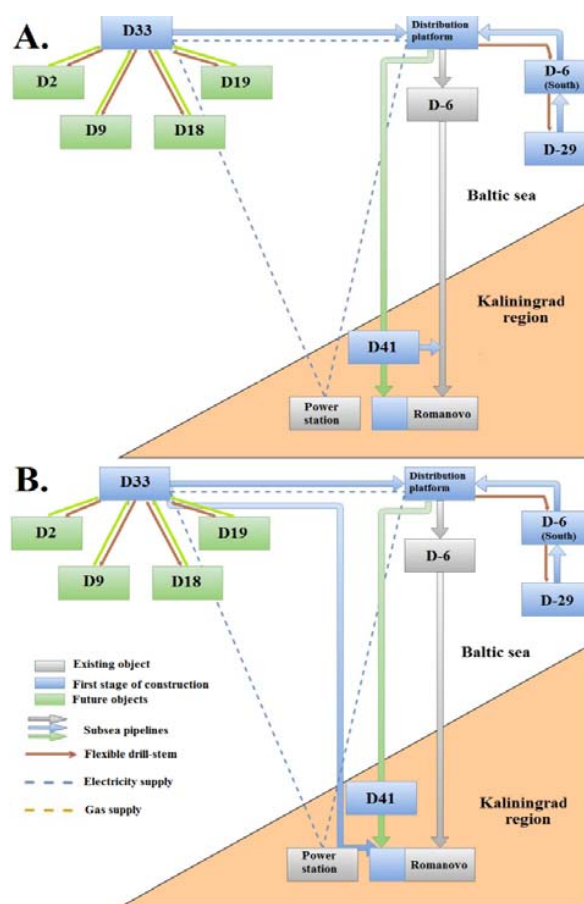 A.
D33
Distribution
platform
D2
D19
D-6
(South)
D-6
D9
D18
D-29
Baltic sea
Kaliningrad
region
D41
Power
station
Romanovo
B.
D33
Distribution
platform
D2
D19
D-6
(South)
D-6
D9
D18
D-29
Baltic sea
Existing object
First stage of construction
Future objects
Subsea pipelines
Flexible drill-stem
Electricity supply
Gas supply
D41
Kaliningrad
region
Power
station
Romanovo